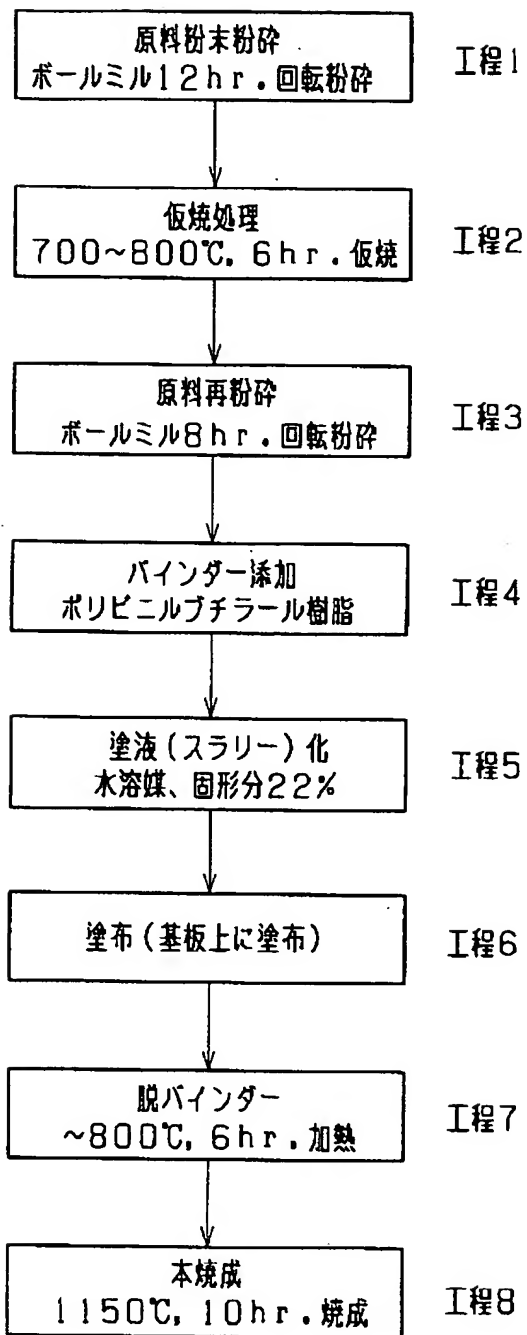 原料粉末粉砕
ボールミル12hr.回転粉砕
工程1
仮焼処理
700~800℃, 6hr.仮焼
工程2
原料再粉砕
ボールミル8hr.回転粉砕
工程3
バインダー添加
ポリビニルブチラール樹脂
工程4
塗液(スラリー)化
水溶媒、固形分22%
工程5
塗布(基板上に塗布)
工程6
脱バインダー
~800℃, 6hr.加熱
工程7
本焼成
1150℃, 10hr.焼成
工程8